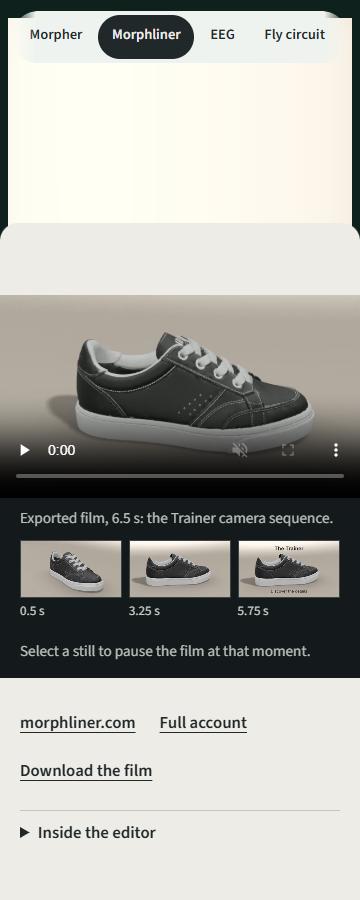 Morpher Morphliner EEG Fly circuit
0:00
Exported film, 6.5 s: the Trainer camera sequence.
The Trainer
0.5 s 3.25 s 5.75 s
Select a still to pause the film at that moment.
morphliner.com Full account
Download the film
Inside the editor